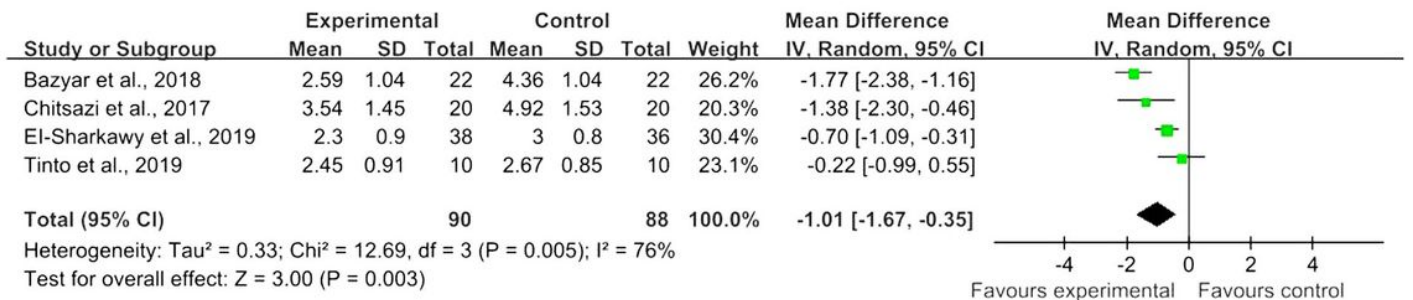 Experimental Control Mean Difference Mean Difference
Study or Subgroup Mean SD Total Mean SD Total Weight IV, Random, 95% CI IV, Random, 95% CI
Bazyar et al., 2018 2.59 1.04 22 4.36 1.04 22 26.2% -1.77 [-2.38, -1.16]
Chitsazi et al., 2017 3.54 1.45 20 4.92 1.53 20 20.3% -1.38 [-2.30, -0.46]
El-Sharkawy et al., 2019 2.3 0.9 38 3 0.8 36 30.4% -0.70 [-1.09, -0.31]
Tinto et al., 2019 2.45 0.91 10 2.67 0.85 10 23.1% -0.22 [-0.99, 0.55]
Total (95% CI) 90 88 100.0% -1.01 [-1.67, -0.35]
Heterogeneity: Tau² = 0.33; Chi² = 12.69, df = 3 (P = 0.005); I² = 76%
Test for overall effect: Z = 3.00 (P = 0.003)
-4 -2 0 2 4
Favours experimental Favours control